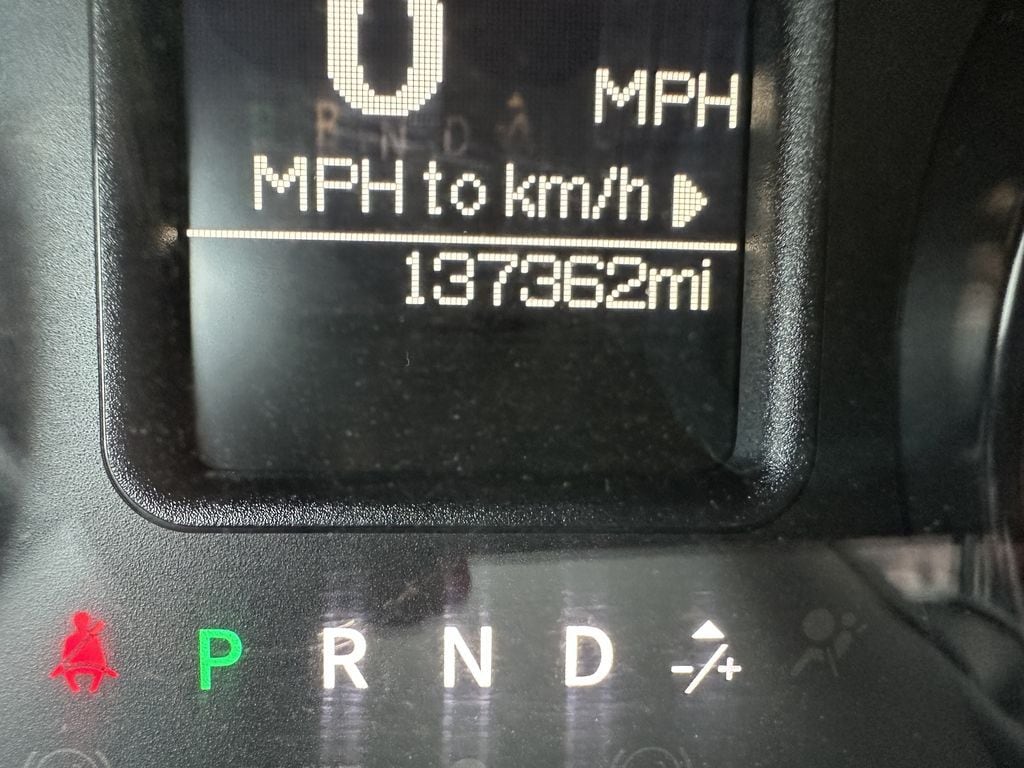 0
MPH
MPH to km/h
137362mi
P R N D -/+